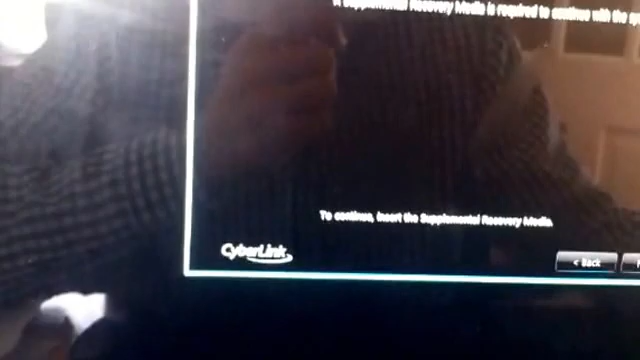 Supplemental Recovery Media is required to continue with the
To continue, insert the Supplemental Recovery Media.
CyberLink
< Back